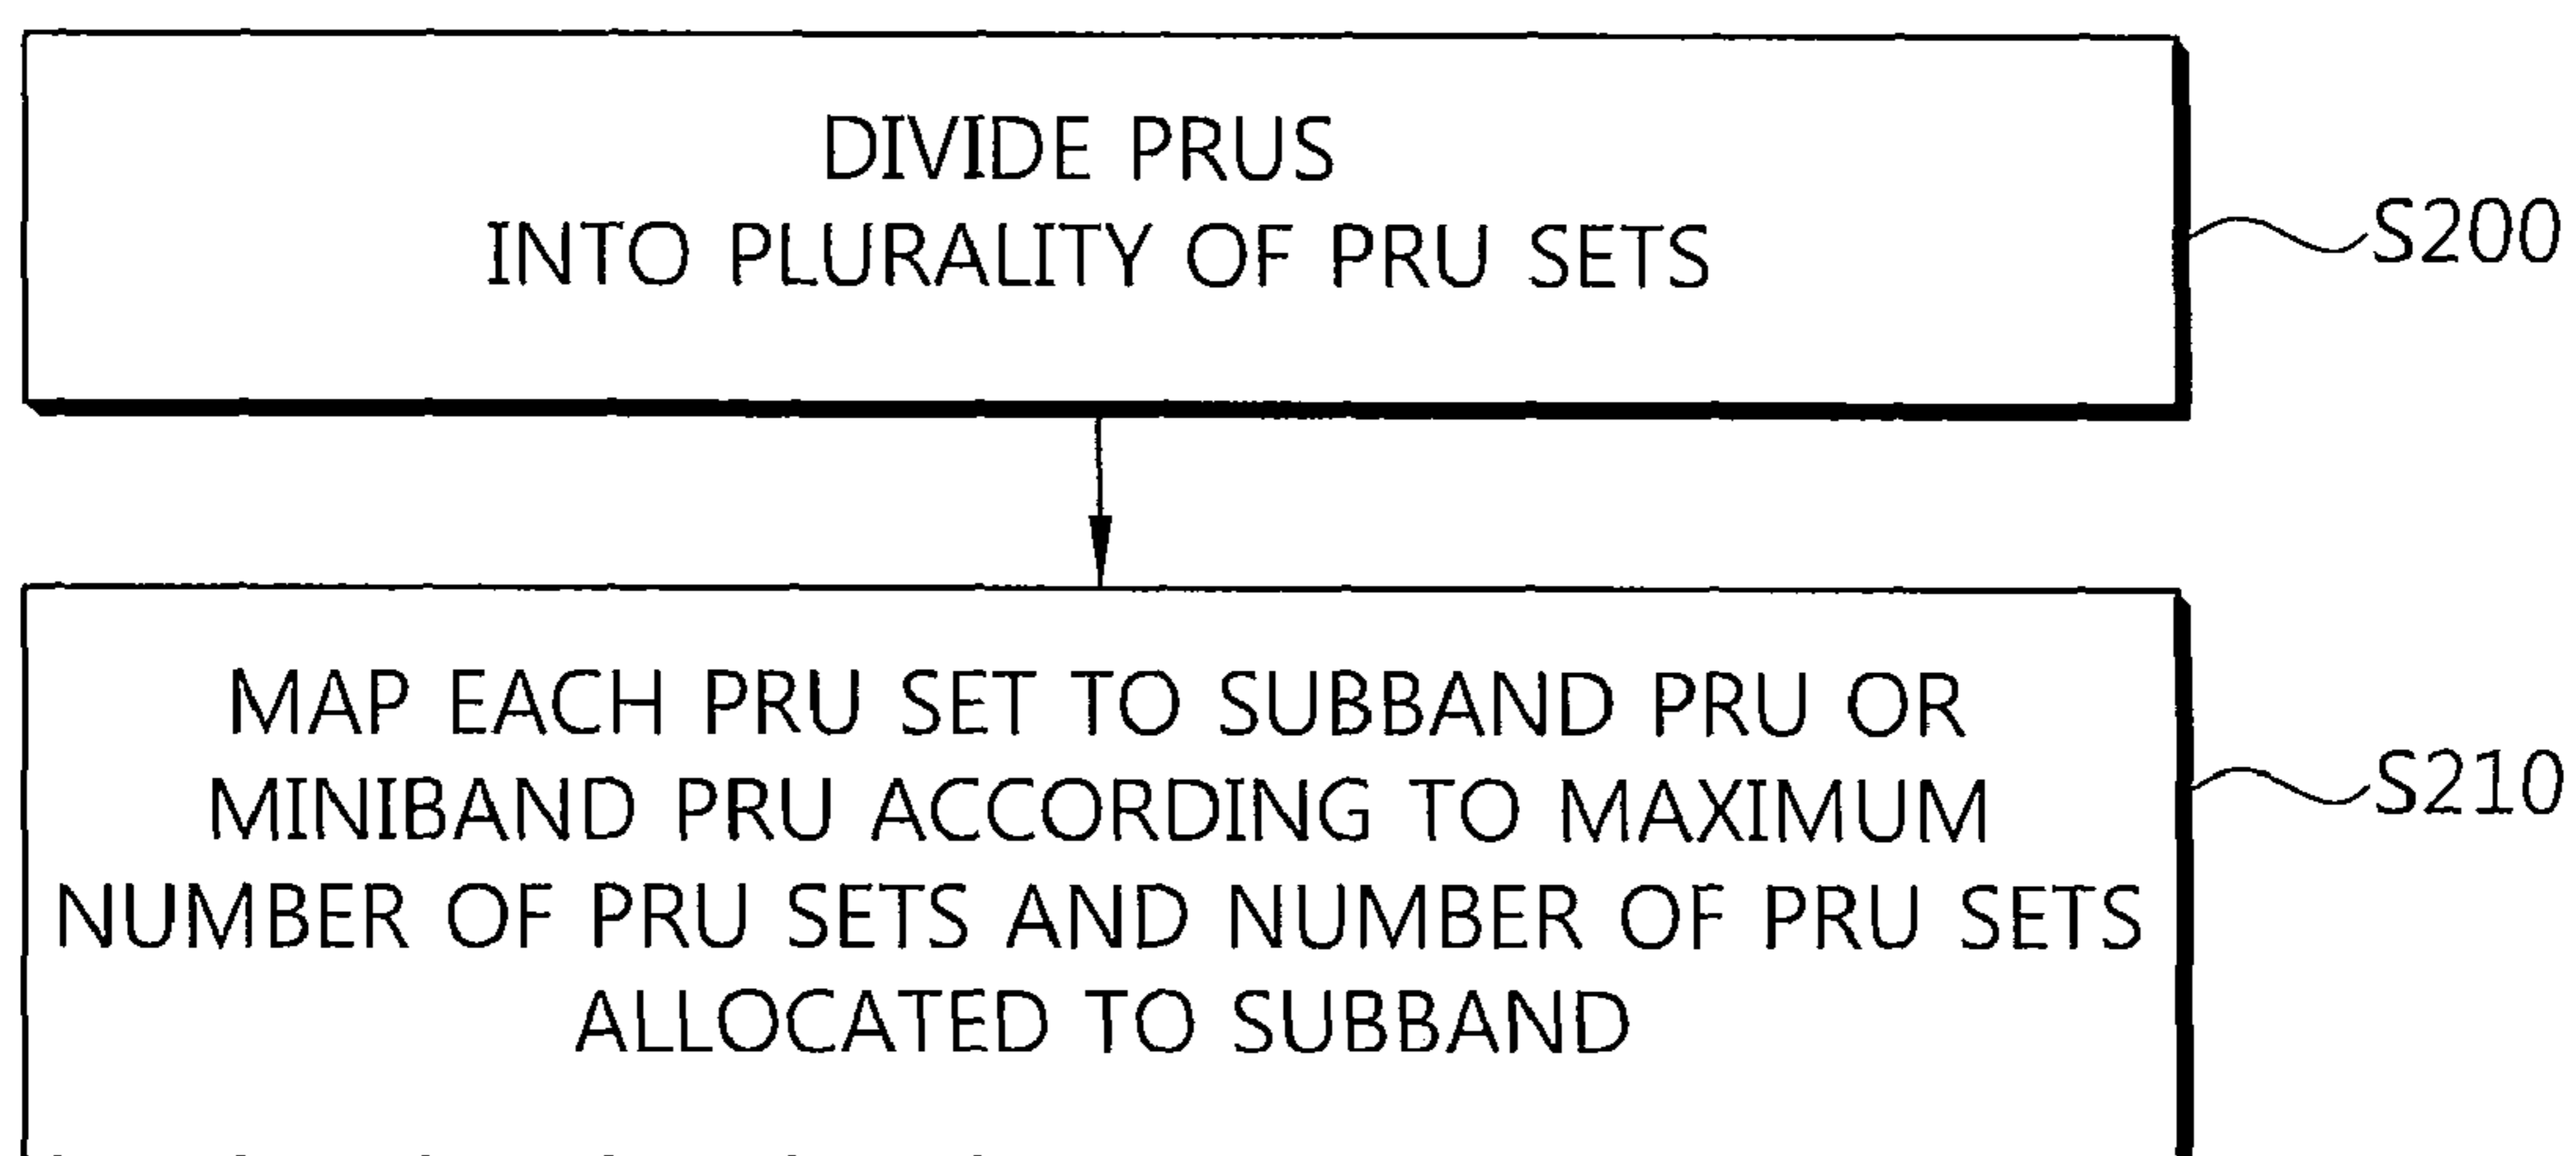 DIVIDE PRUS
INTO PLURALITY OF PRU SETS
S200
MAP EACH PRU SET TO SUBBAND PRU OR
MINIBAND PRU ACCORDING TO MAXIMUM
NUMBER OF PRU SETS AND NUMBER OF PRU SETS
ALLOCATED TO SUBBAND
S210